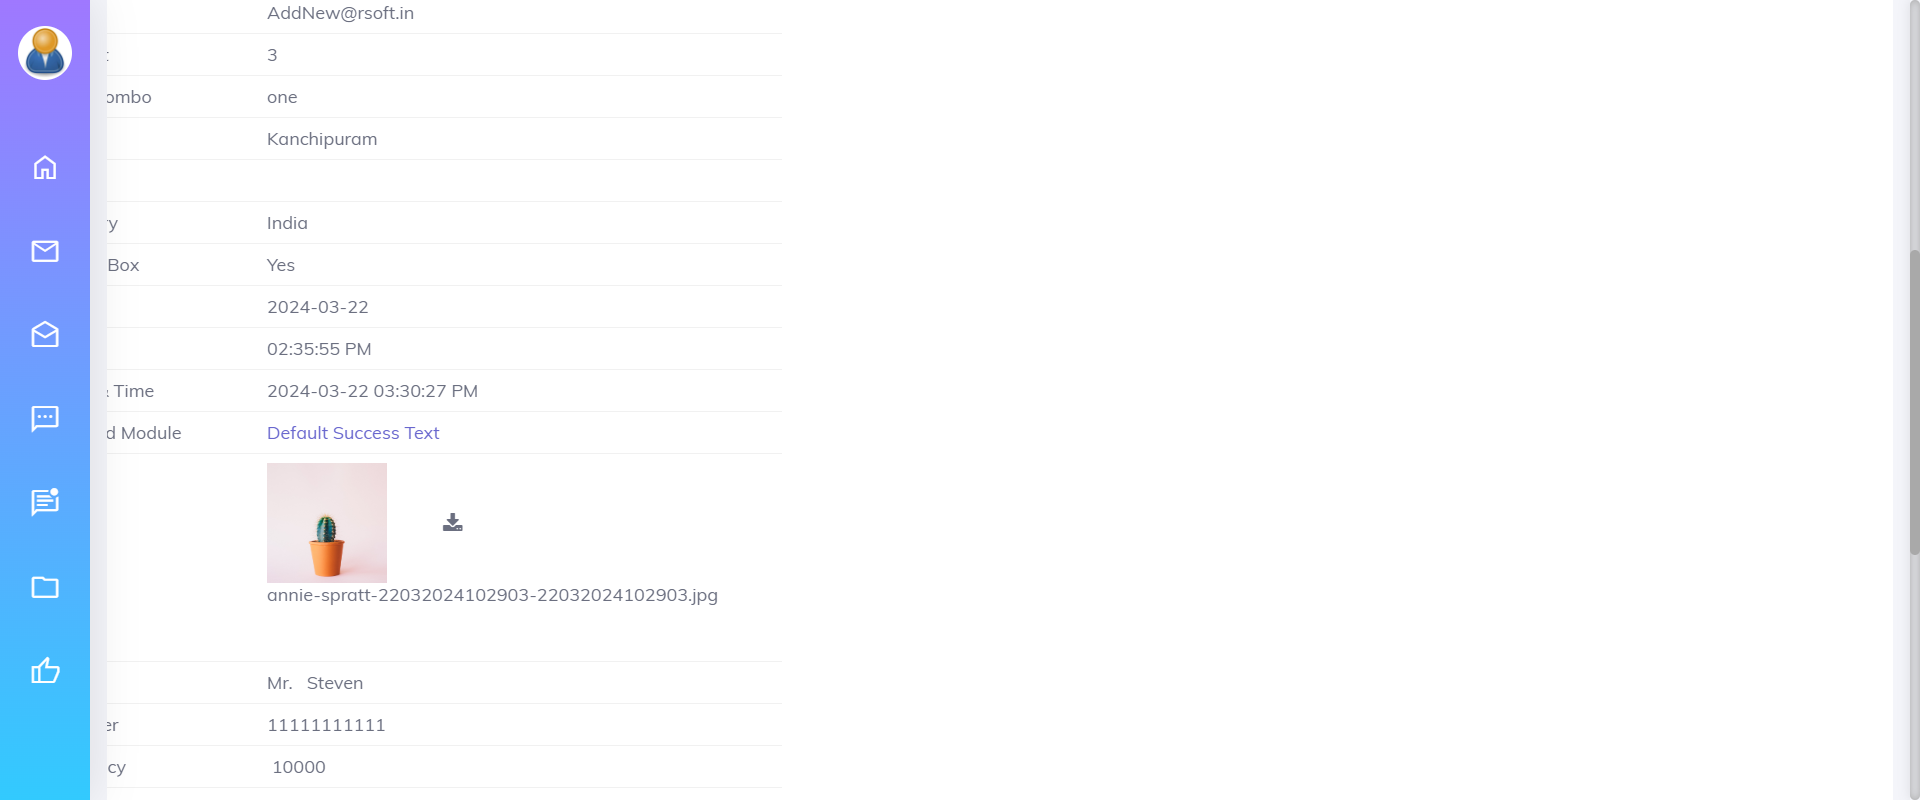 AddNew@rsoft.in
3
ombo one
Kanchipuram
y India
Box Yes
2024-03-22
02:35:55 PM
Time 2024-03-22 03:30:27 PM
d Module Default Success Text
annie-spratt-22032024102903-22032024102903.jpg
Mr. Steven
er 11111111111
cy 10000